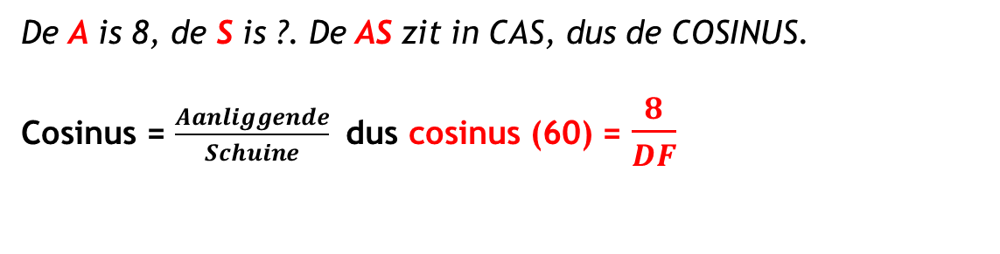 De A is 8, de S is ?. De AS zit in CAS, dus de COSINUS.
Cosinus = Aanliggende / Schuine dus cosinus (60) = 8 / DF